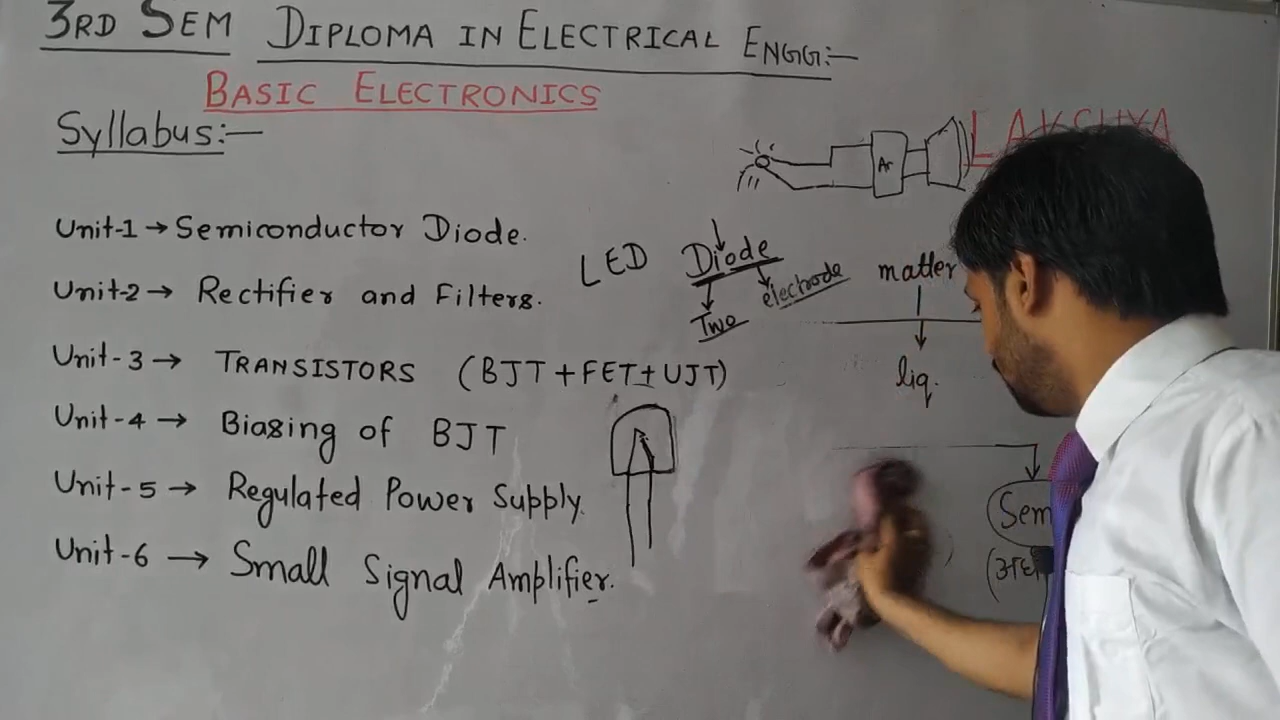 3RD SEM DIPLOMA IN ELECTRICAL ENGG:-
BASIC ELECTRONICS
LAKSHYA
Syllabus:-
Ar
Unit-1 → Semiconductor Diode.
LED Diode
Two
electrode
matter
liq.
Unit-2 → Rectifier and Filters.
Unit-3 → TRANSISTORS (BJT+FET+UJT)
Unit-4 → Biasing of BJT
Unit-5 → Regulated Power Supply.
Sem
Unit-6 → Small Signal Amplifier.